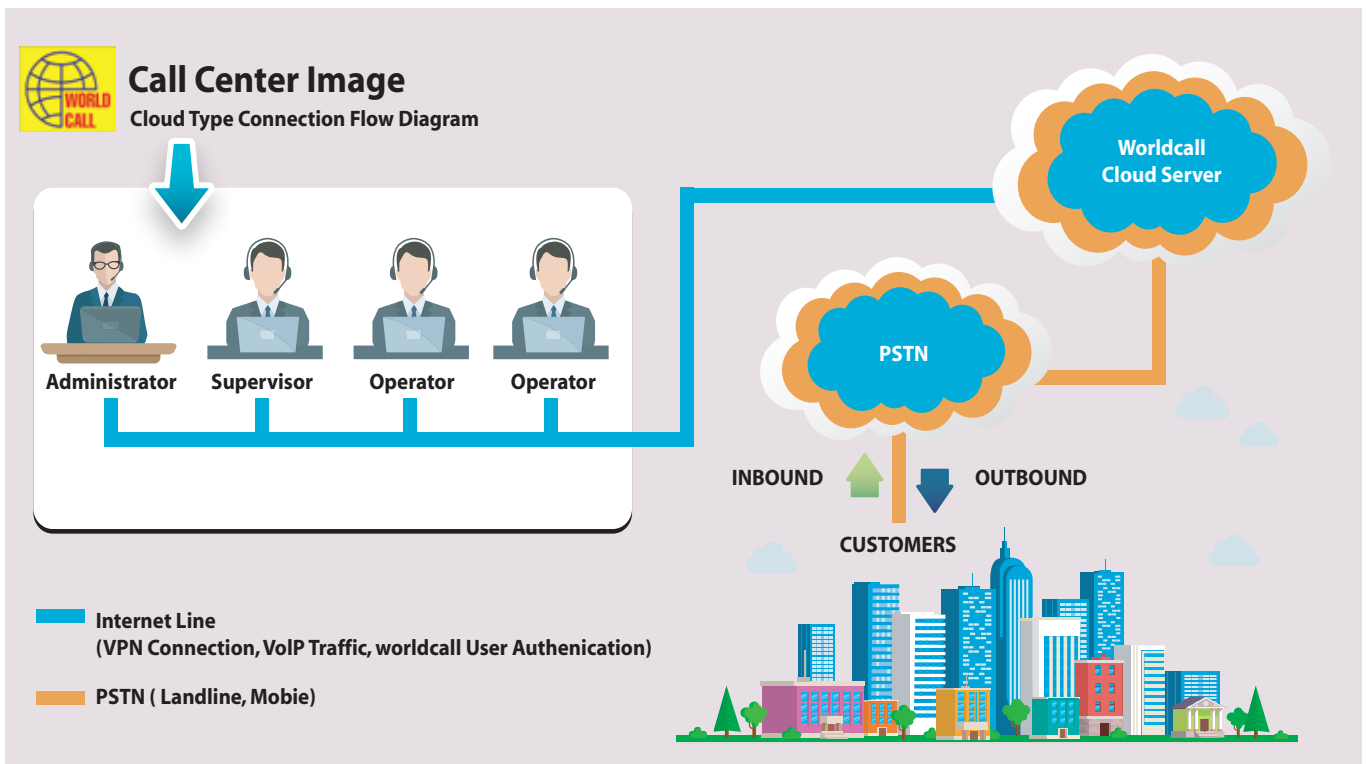 WORLD
CALL
Call Center Image
Cloud Type Connection Flow Diagram
Worldcall
Cloud Server
PSTN
Administrator
Supervisor
Operator
Operator
INBOUND
OUTBOUND
CUSTOMERS
Internet Line
(VPN Connection, VoIP Traffic, worldcall User Authenication)
PSTN ( Landline, Mobie)